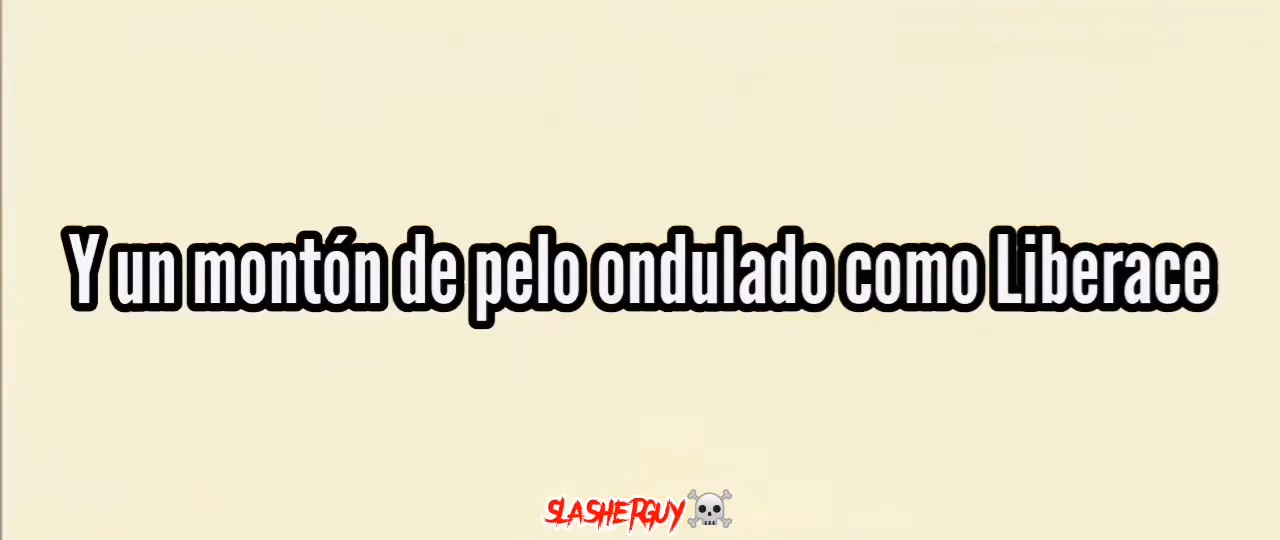 Y un montón de pelo ondulado como Liberace
SLASHERGUY☠️